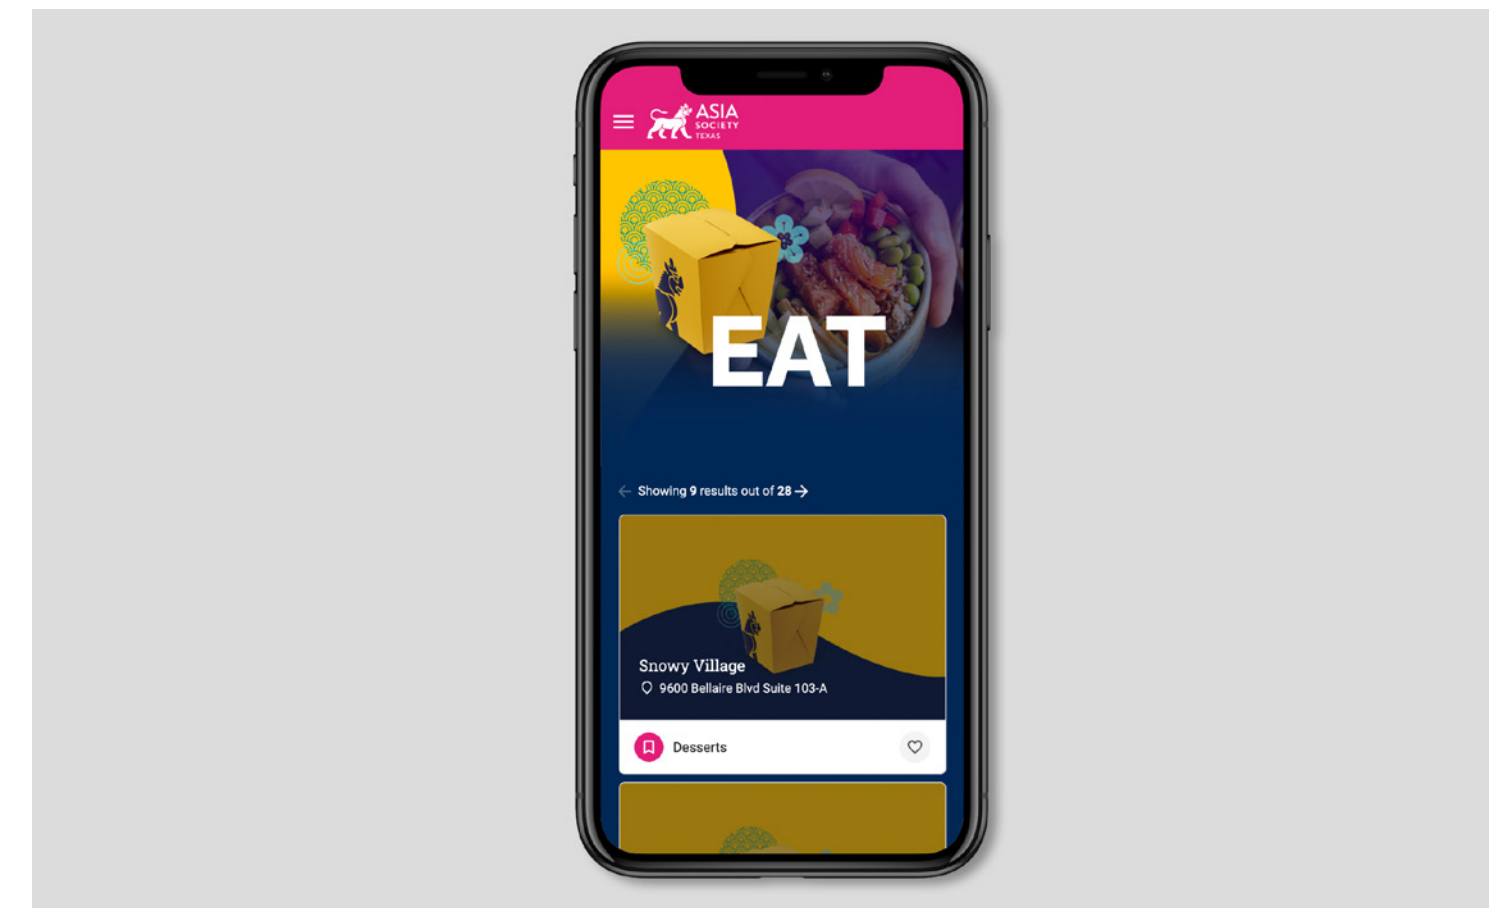 ASIA
SOCIETY
TEXAS
EAT
Showing 9 results out of 28
Snowy Village
9600 Bellaire Blvd Suite 103-A
Desserts